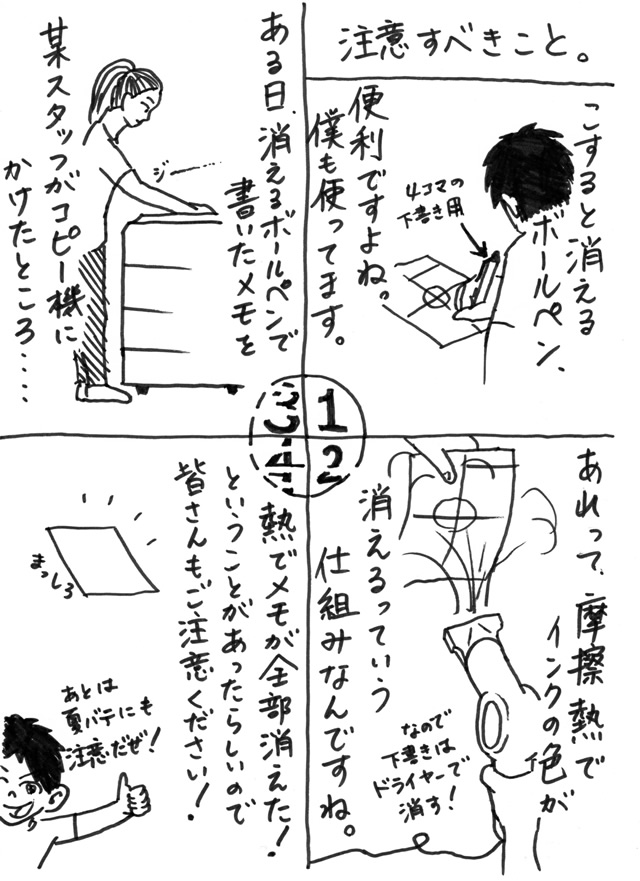 注意すべきこと。
こすると消える
ボールペン、
4コマの
下書き用
便利ですよね。
僕も使ってます。
1
あれって、摩擦熱で
インクの色が
消えるっていう
仕組みなんですね。
なので
下書きは
ドライヤーで
消す!
2
ある日、消えるボールペンで
書いたメモを
ジー
某スタッフがコピー機に
かけたところ・・・・・
3
熱でメモが全部消えた!
ということがあったらしいので
皆さんもご注意ください!
まっしろ
あとは
夏バテにも
注意だぜ!
4